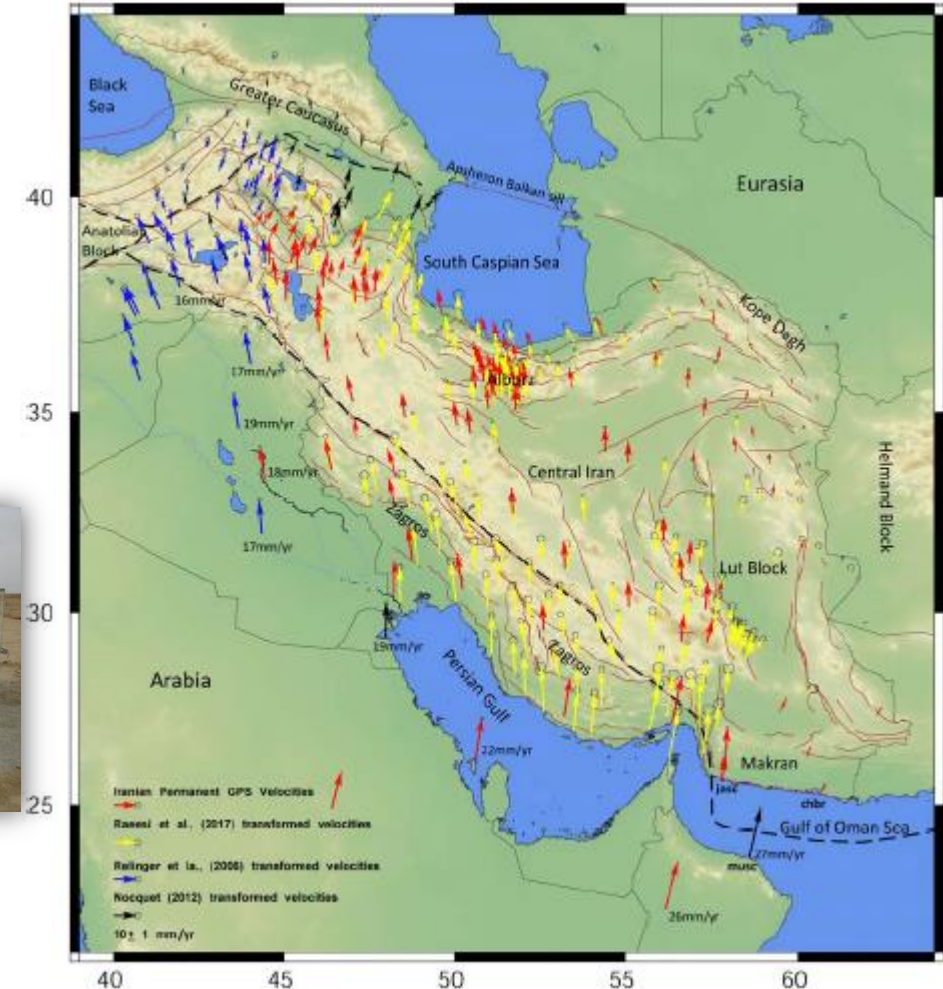 Black
Sea
Greater Caucasus
Apsheron Balkan sill
Eurasia
40
Anatolia
Block
South Caspian Sea
16mm/yr
Kope Dagh
17mm/yr
Alburz
35
19mm/yr
18mm/yr
Central Iran
Helmand Block
Zagros
17mm/yr
Lut Block
30
19mm/yr
Zagros
Arabia
Persian Gulf
22mm/yr
Makran
jasc
chbr
25
Gulf of Oman Sea
27mm/yr
musc
26mm/yr
Iranian Permanent GPS Velocities
Raeesi et al., (2017) transformed velocities
Relinger et la., (2006) transformed velocities
Nocquet (2012) transformed velocities
10± 1 mm/yr
40 45 50 55 60